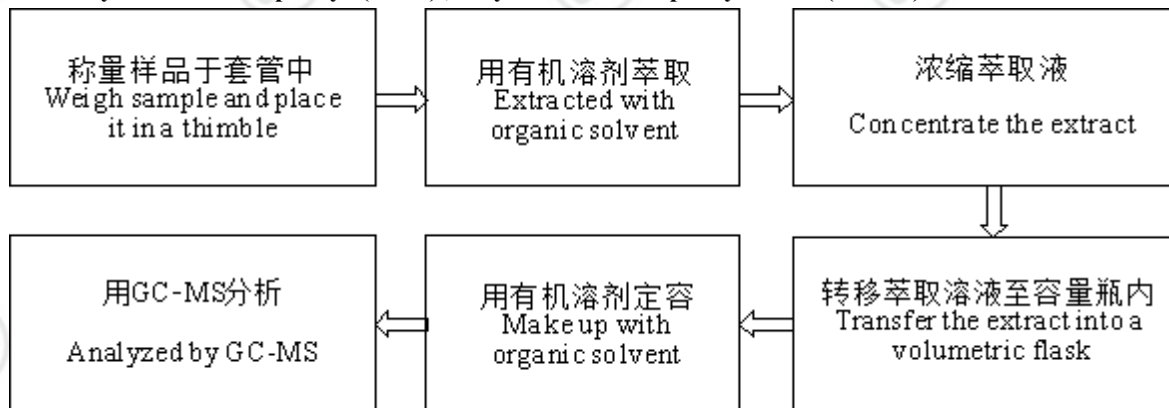 称量样品于套管中
Weigh sample and place
it in a thimble
用有机溶剂萃取
Extracted with
organic solvent
浓缩萃取液
Concentrate the extract
转移萃取溶液至容量瓶内
Transfer the extract into a
volumetric flask
用有机溶剂定容
Make up with
organic solvent
用GC-MS分析
Analyzed by GC-MS